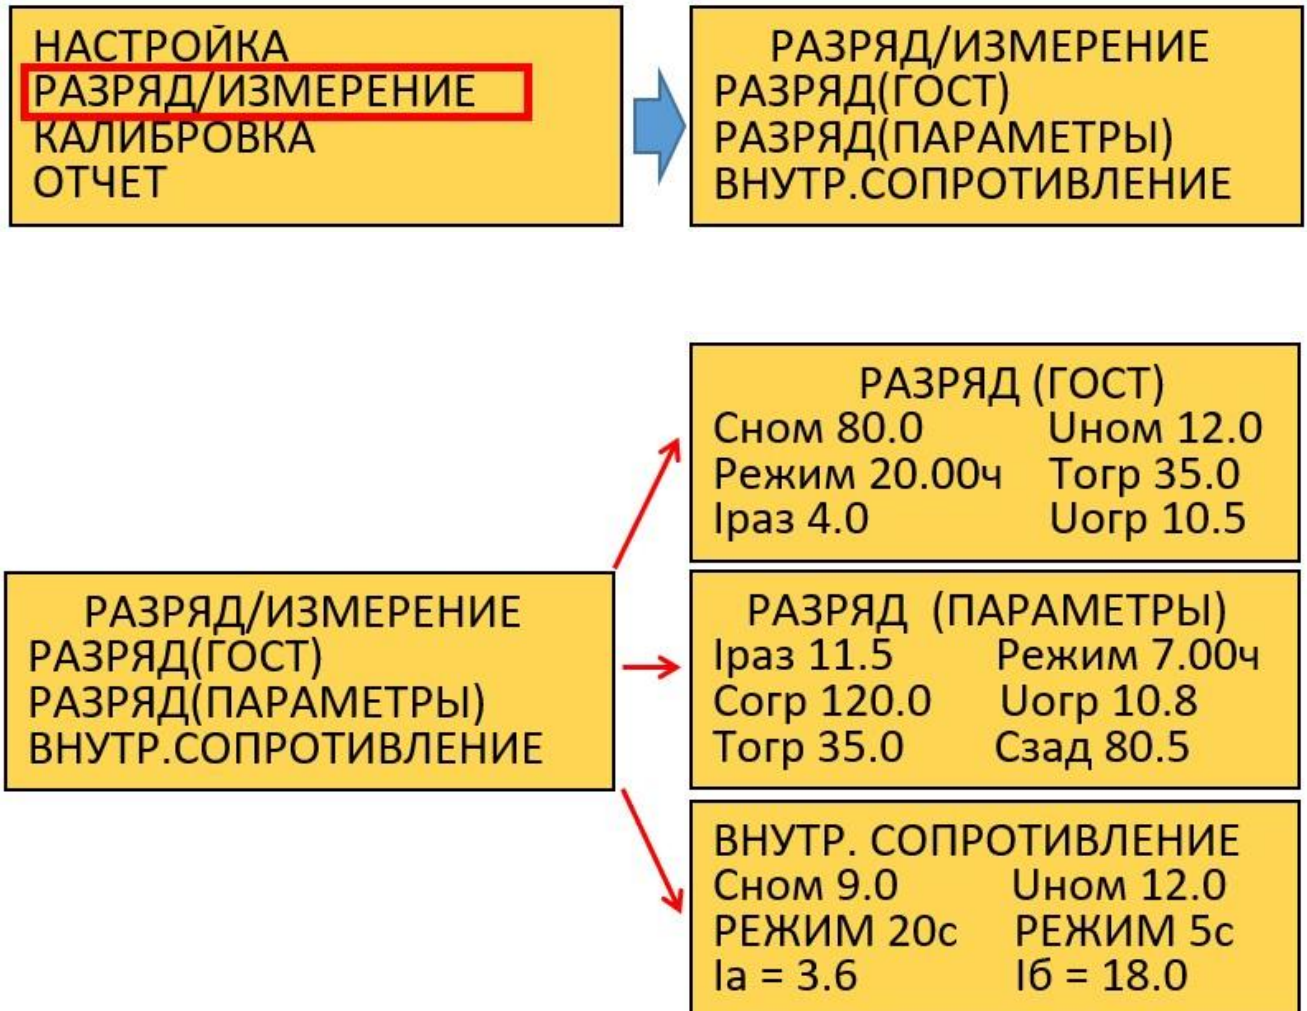 НАСТРОЙКА
РАЗРЯД/ИЗМЕРЕНИЕ
КАЛИБРОВКА
ОТЧЕТ
РАЗРЯД/ИЗМЕРЕНИЕ
РАЗРЯД(ГОСТ)
РАЗРЯД(ПАРАМЕТРЫ)
ВНУТР.СОПРОТИВЛЕНИЕ
РАЗРЯД/ИЗМЕРЕНИЕ
РАЗРЯД(ГОСТ)
РАЗРЯД(ПАРАМЕТРЫ)
ВНУТР.СОПРОТИВЛЕНИЕ
РАЗРЯД (ГОСТ)
Сном 80.0 Uном 12.0
Режим 20.00ч Тогр 35.0
Iраз 4.0 Uогр 10.5
РАЗРЯД (ПАРАМЕТРЫ)
Iраз 11.5 Режим 7.00ч
Согр 120.0 Uогр 10.8
Тогр 35.0 Сзад 80.5
ВНУТР. СОПРОТИВЛЕНИЕ
Сном 9.0 Uном 12.0
РЕЖИМ 20с РЕЖИМ 5с
Iа = 3.6 Iб = 18.0